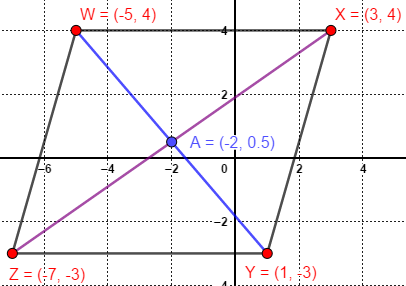 W = (-5, 4)
X = (3, 4)
4
2
A = (-2, 0.5)
−6
−4
−2
0
2
4
−2
Z = (-7, -3)
Y = (1, -3)